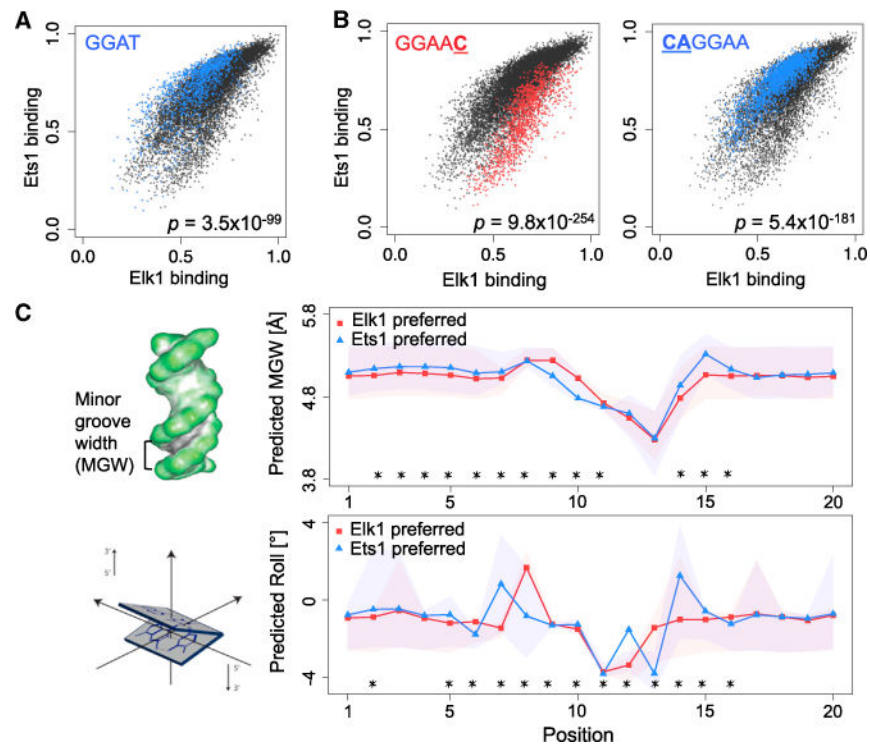 A
B
GGAT
GGAAC
CAGGAA
Ets1 binding
1.0
0.5
0.0
p = 3.5x10-99
0.0 0.5 1.0
Elk1 binding
Ets1 binding
1.0
0.5
0.0
p = 9.8x10-254
0.0 0.5 1.0
Elk1 binding
1.0
0.5
0.0
p = 5.4x10-181
0.0 0.5 1.0
Elk1 binding
C
Minor
groove
width
(MGW)
Predicted MGW [Å]
5.8
4.8
3.8
Elk1 preferred
Ets1 preferred
* * * * * * * * * * * * *
1 5 10 15 20
3'
5'
5'
3'
Predicted Roll [°]
4
0
-4
Elk1 preferred
Ets1 preferred
* * * * * * * * * * * * *
1 5 10 15 20
Position